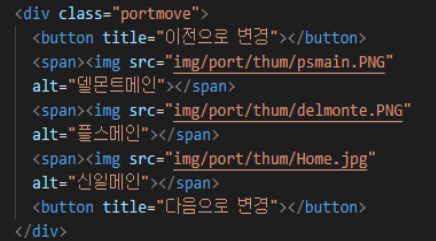 <div class="portmove">
<button title="이전으로 변경"></button>
<span><img src="img/port/thum/psmain.PNG"
alt="델몬트메인"></span>
<span><img src="img/port/thum/delmonte.PNG"
alt="플스메인"></span>
<span><img src="img/port/thum/Home.jpg"
alt="신일메인"></span>
<button title="다음으로 변경"></button>
</div>